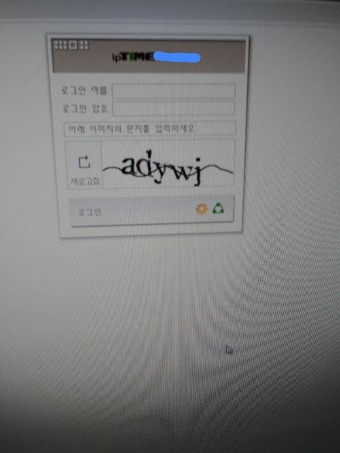 ipTIME
로그인 이름
로그인 암호
아래 이미지의 문자를 입력하세요
adywj
새로고침
로그인